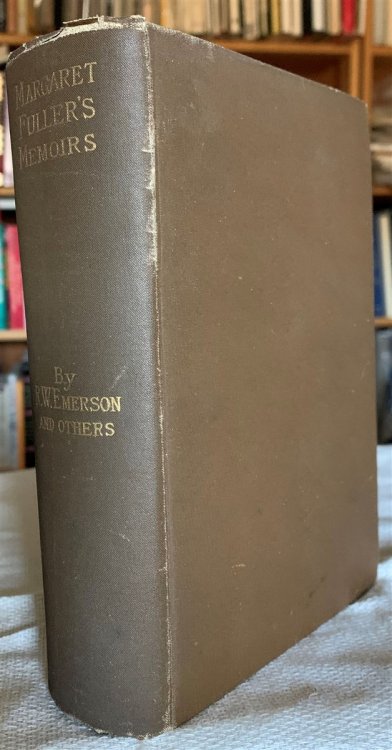 MARGARET
FULLER'S
MEMOIRS
By
R.W. EMERSON
AND OTHERS